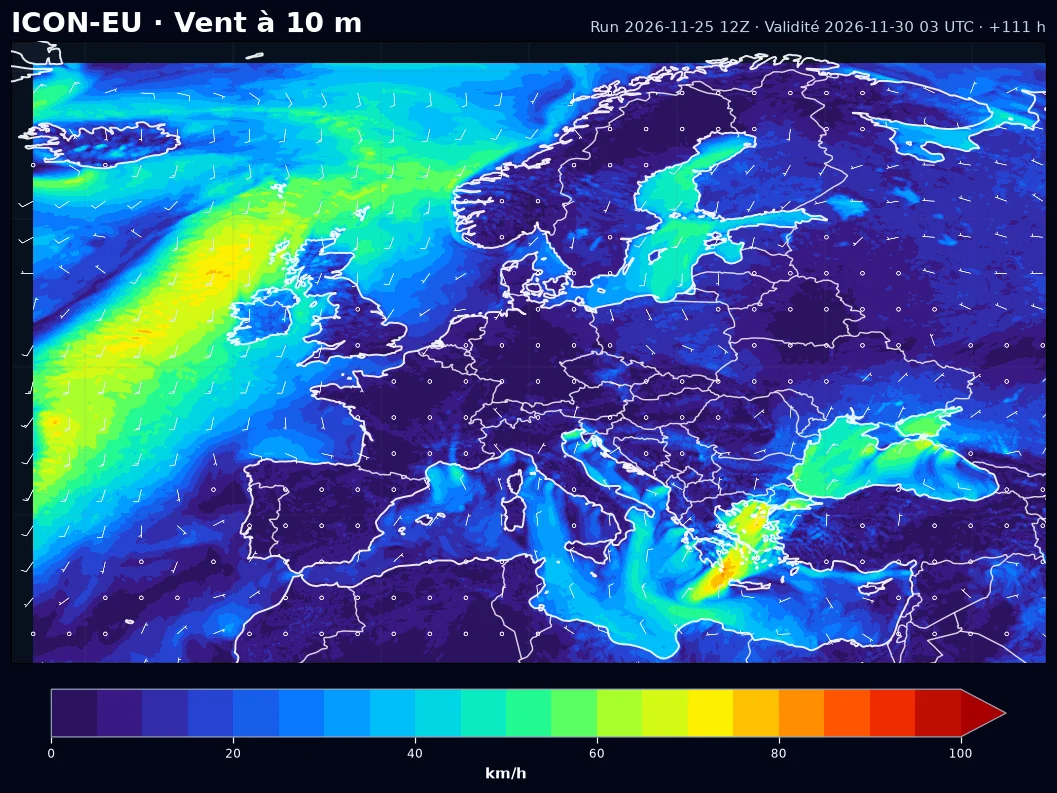 ICON-EU · Vent à 10 m
Run 2026-11-25 12Z · Validité 2026-11-30 03 UTC · +111 h
0 20 40 60 80 100
km/h